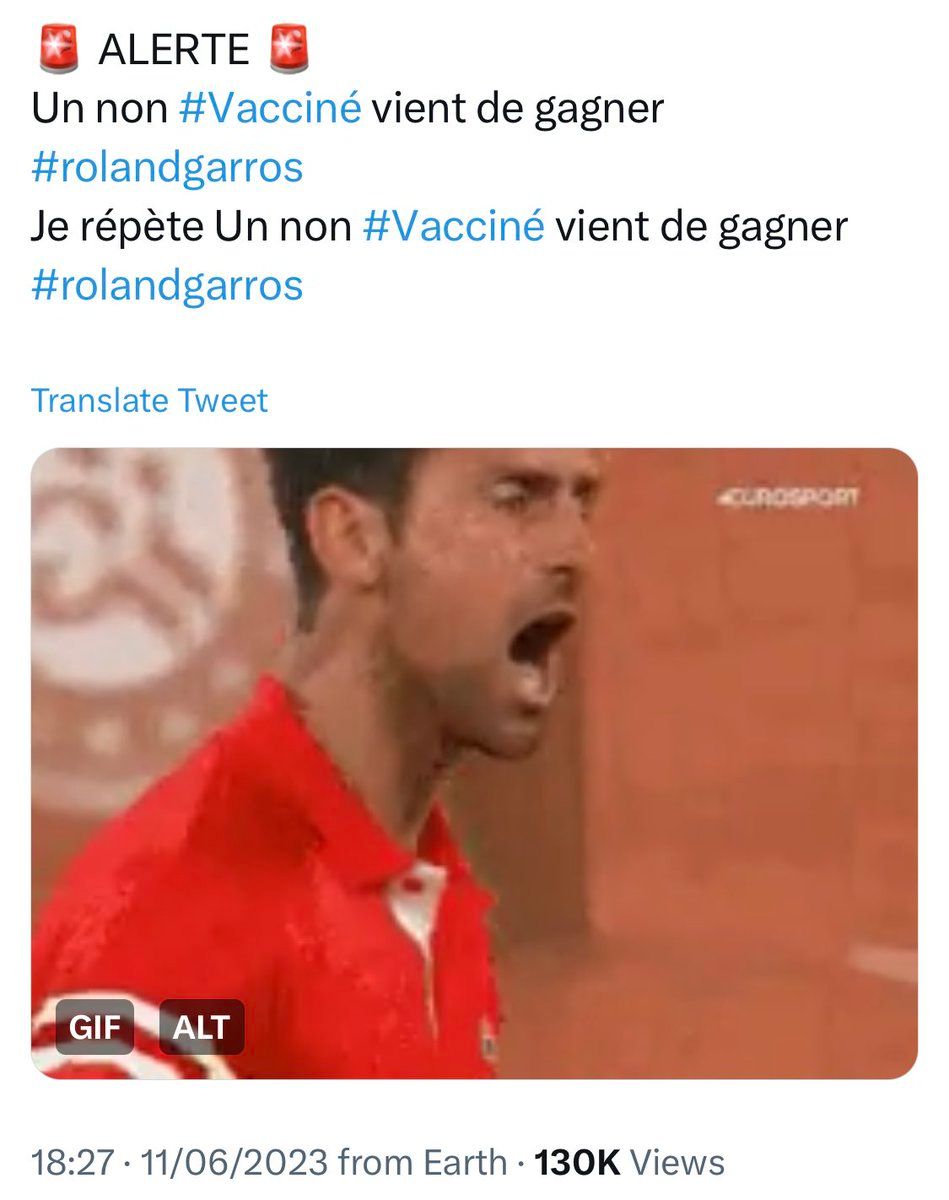 🚨 ALERTE 🚨
Un non #Vacciné vient de gagner
#rolandgarros
Je répète Un non #Vacciné vient de gagner
#rolandgarros
Translate Tweet
EUROSPORT
GIF ALT
18:27 · 11/06/2023 from Earth · 130K Views